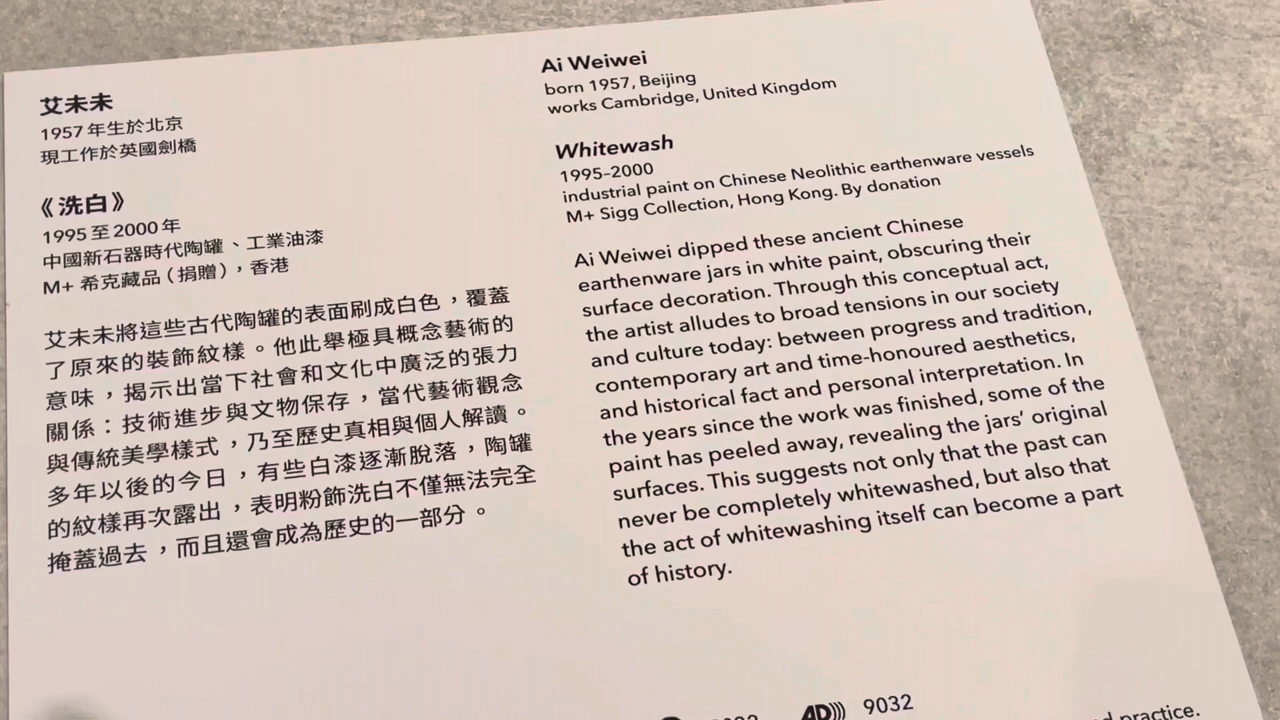 艾未未
1957年生於北京
現工作於英國劍橋
《洗白》
1995至2000年
中國新石器時代陶罐、工業油漆
M+ 希克藏品（捐贈），香港
艾未未將這些古代陶罐的表面刷成白色，覆蓋
了原來的裝飾紋樣。他此舉極具概念藝術的
意味，揭示出當下社會和文化中廣泛的張力
關係：技術進步與文物保存，當代藝術觀念
與傳統美學樣式，乃至歷史真相與個人解讀。
多年以後的今日，有些白漆逐漸脫落，陶罐
的紋樣再次露出，表明粉飾洗白不僅無法完全
掩蓋過去，而且還會成為歷史的一部分。
Ai Weiwei
born 1957, Beijing
works Cambridge, United Kingdom
Whitewash
1995–2000
industrial paint on Chinese Neolithic earthenware vessels
M+ Sigg Collection, Hong Kong. By donation
Ai Weiwei dipped these ancient Chinese
earthenware jars in white paint, obscuring their
surface decoration. Through this conceptual act,
the artist alludes to broad tensions in our society
and culture today: between progress and tradition,
contemporary art and time-honoured aesthetics,
and historical fact and personal interpretation. In
the years since the work was finished, some of the
paint has peeled away, revealing the jars’ original
surfaces. This suggests not only that the past can
never be completely whitewashed, but also that
the act of whitewashing itself can become a part
of history.
AD))) 9032
practice.